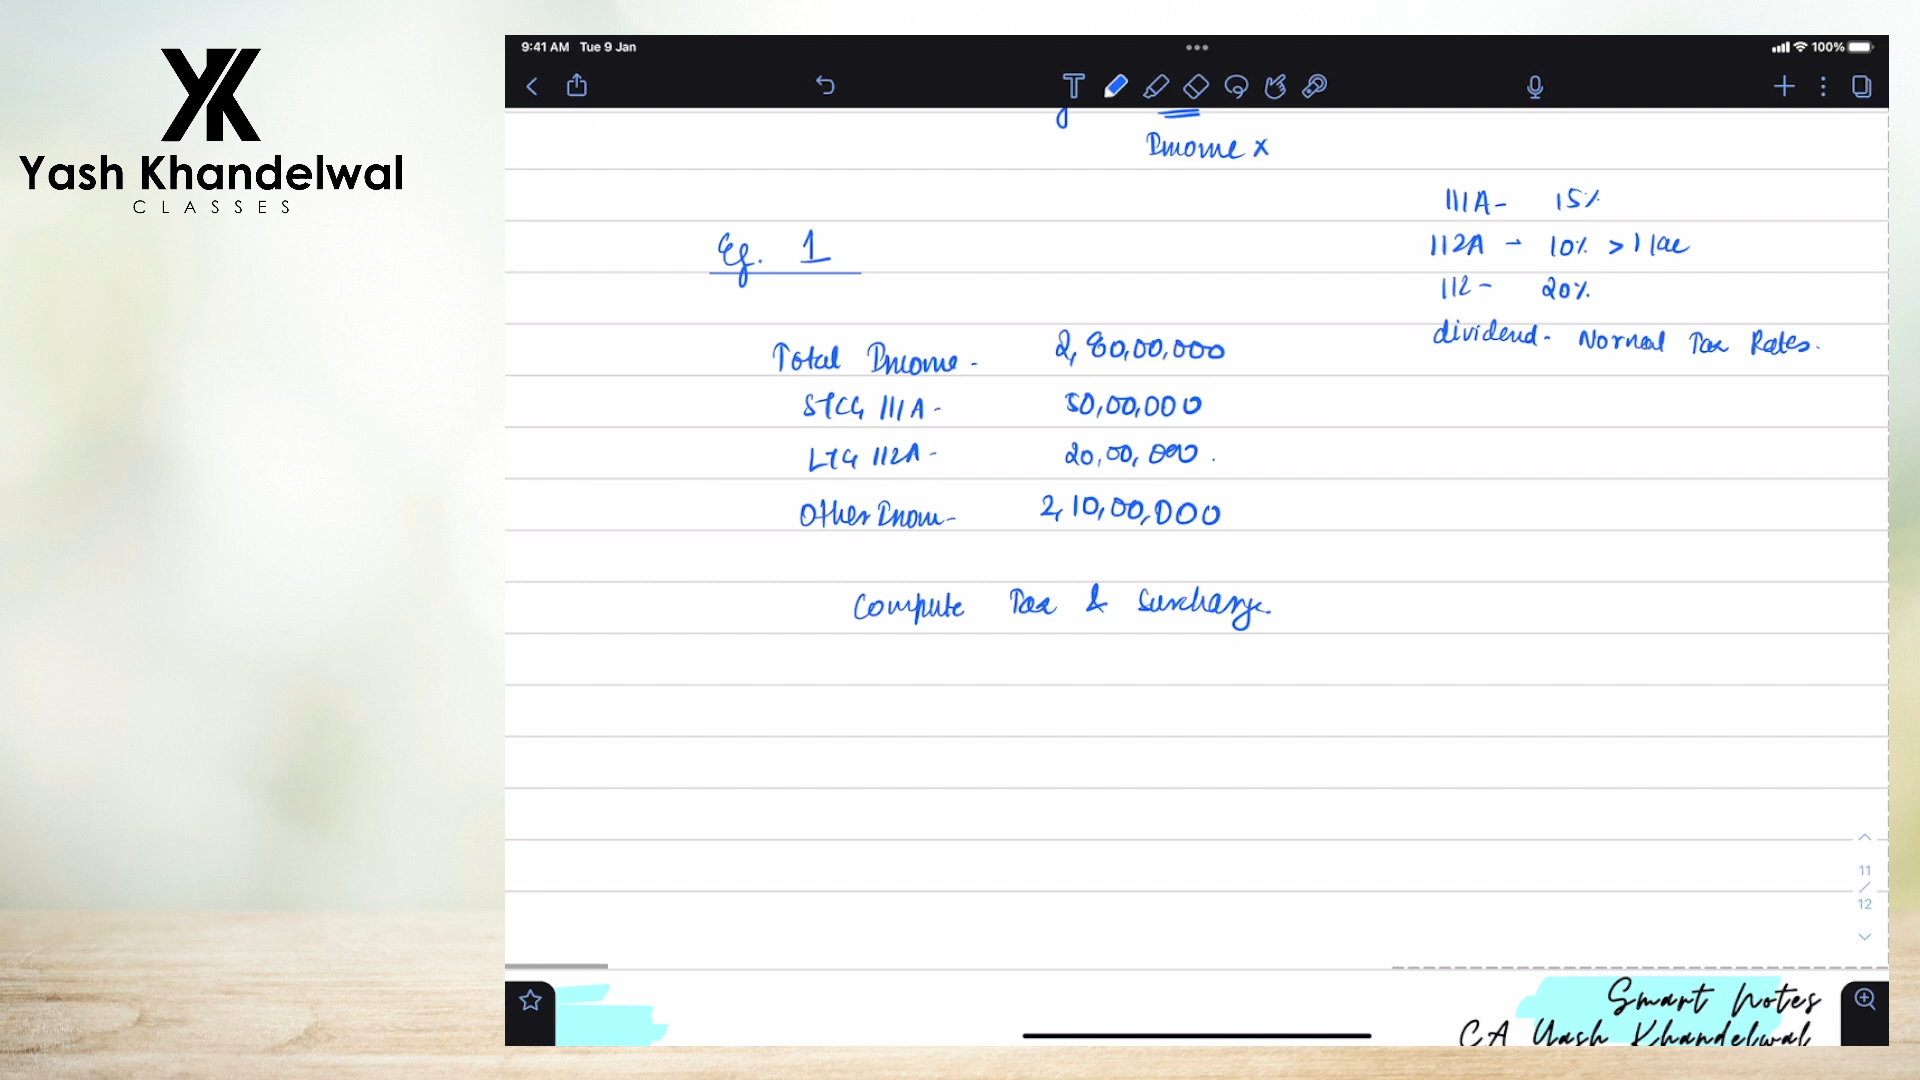 YK
Yash Khandelwal
CLASSES
9:41 AM Tue 9 Jan
100%
Income x
111A- 15%
112A - 10% > 1 lac
112 - 20%
dividend - Normal Tax Rates.
Eg. 1
Total Income - 2,80,00,000
STCG 111A - 50,00,000
LTCG 112A - 20,00,000.
Other Incom - 2,10,00,000
Compute Tax & Surcharge.
11
/
12
Smart Notes
CA Yash Khandelwal